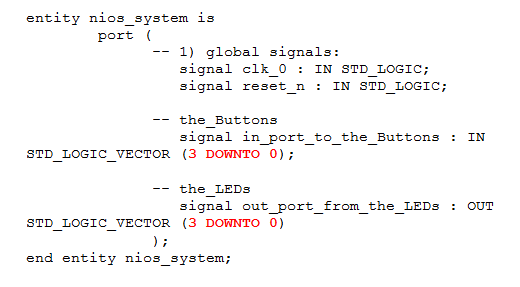 entity nios_system is
port (
-- 1) global signals:
signal clk_0 : IN STD_LOGIC;
signal reset_n : IN STD_LOGIC;
-- the_Buttons
signal in_port_to_the_Buttons : IN
STD_LOGIC_VECTOR (3 DOWNTO 0);
-- the_LEDs
signal out_port_from_the_LEDs : OUT
STD_LOGIC_VECTOR (3 DOWNTO 0)
);
end entity nios_system;